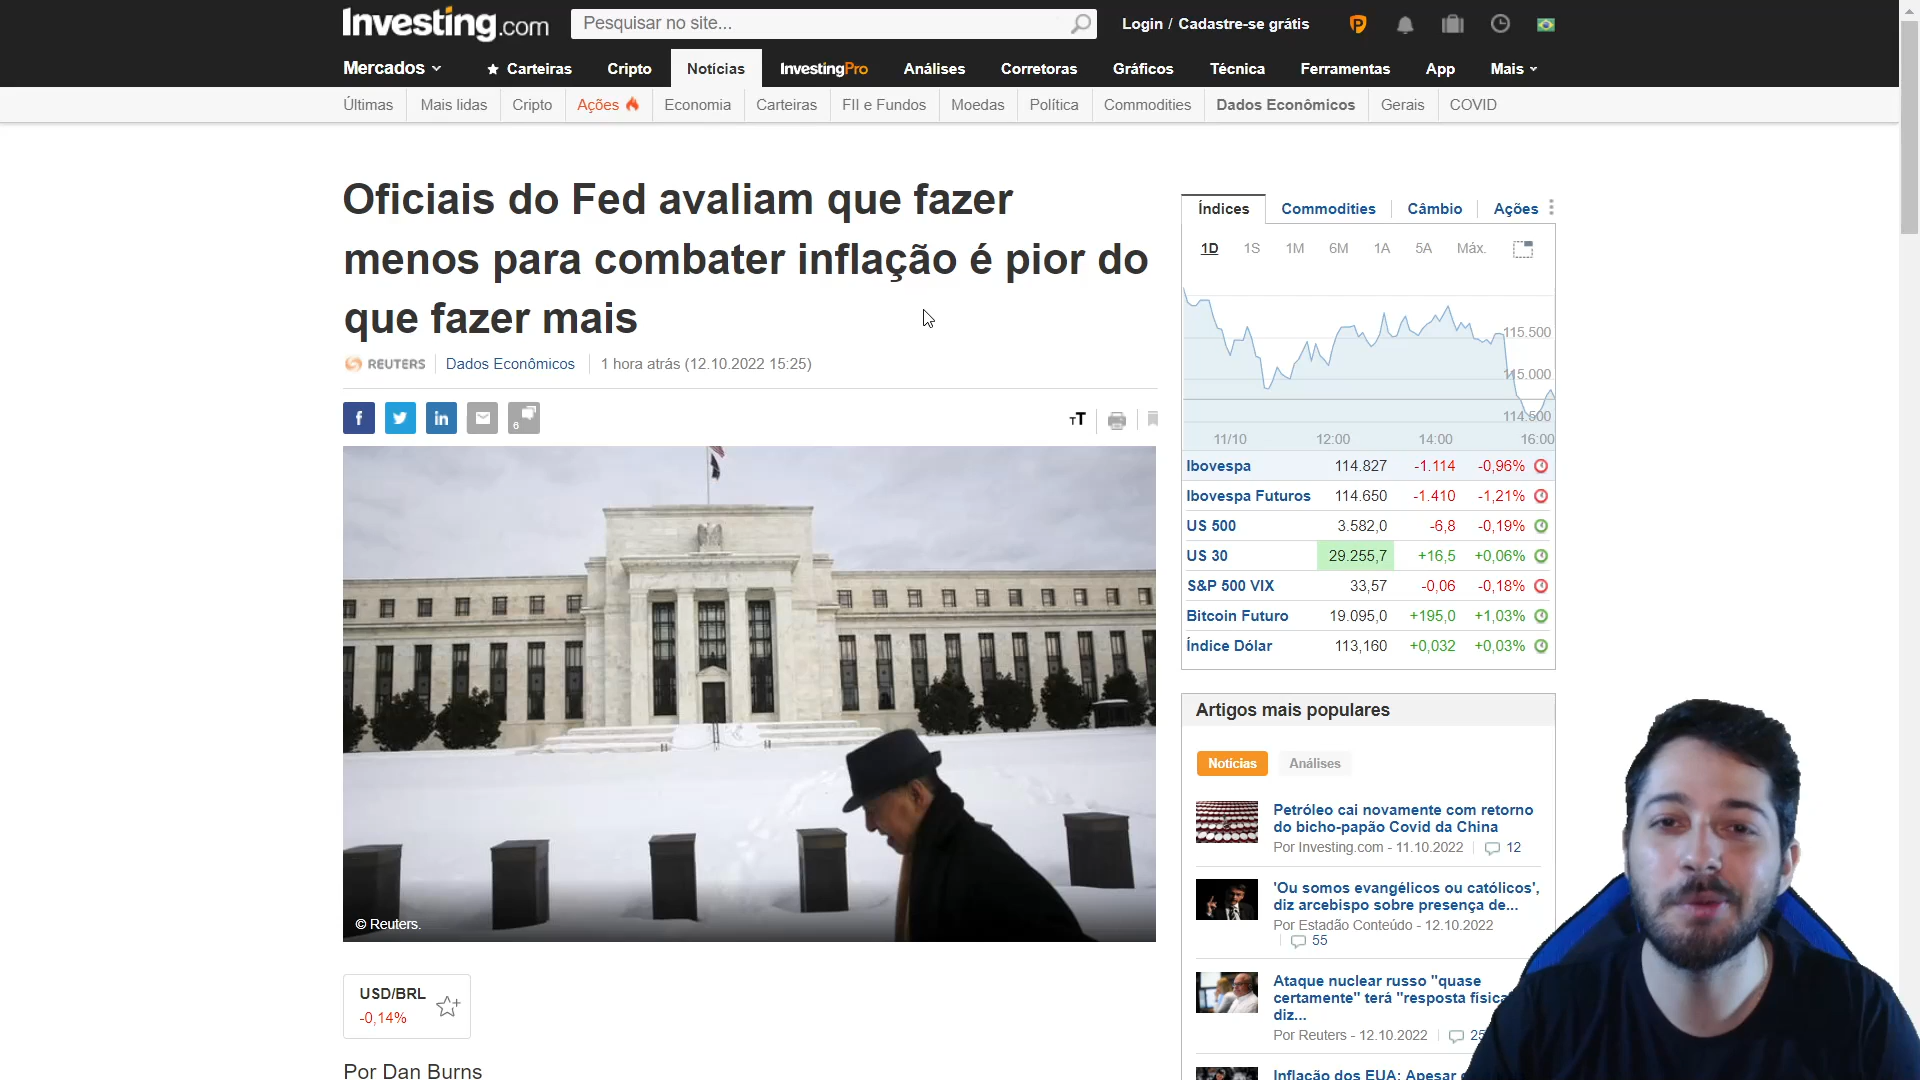 Investing.com
Pesquisar no site...
Login / Cadastre-se grátis
Mercados
Carteiras
Cripto
Notícias
InvestingPro
Análises
Corretoras
Gráficos
Técnica
Ferramentas
App
Mais
Últimas
Mais lidas
Cripto
Ações
Economia
Carteiras
FII e Fundos
Moedas
Política
Commodities
Dados Econômicos
Gerais
COVID
Oficiais do Fed avaliam que fazer
menos para combater inflação é pior do
que fazer mais
REUTERS
Dados Econômicos
1 hora atrás (12.10.2022 15:25)
6
TT
© Reuters.
USD/BRL
-0,14%
Por Dan Burns
Índices
Commodities
Câmbio
Ações
1D 1S 1M 6M 1A 5A Máx.
115.500
115.000
114.500
11/10 12:00 14:00 16:00
Ibovespa 114.827 -1.114 -0,96%
Ibovespa Futuros 114.650 -1.410 -1,21%
US 500 3.582,0 -6,8 -0,19%
US 30 29.255,7 +16,5 +0,06%
S&P 500 VIX 33,57 -0,06 -0,18%
Bitcoin Futuro 19.095,0 +195,0 +1,03%
Índice Dólar 113,160 +0,032 +0,03%
Artigos mais populares
Notícias
Análises
Petróleo cai novamente com retorno
do bicho-papão Covid da China
Por Investing.com - 11.10.2022
12
'Ou somos evangélicos ou católicos',
diz arcebispo sobre presença de...
Por Estadão Conteúdo - 12.10.2022
55
Ataque nuclear russo "quase
certamente" terá "resposta física
diz...
Por Reuters - 12.10.2022
25
Inflação dos EUA: Apesar